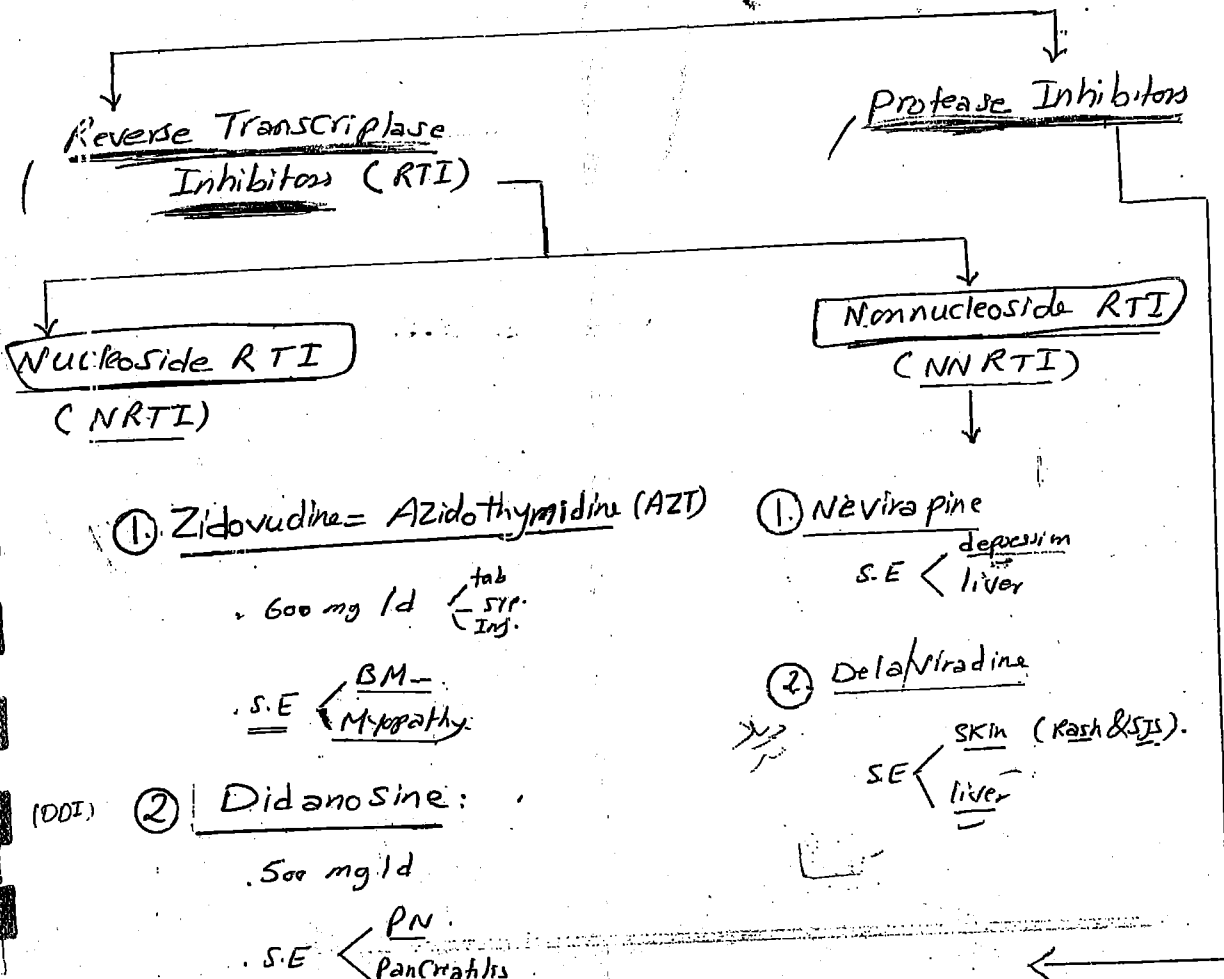 Reverse Transcriptase
Inhibitors (RTI)
Protease Inhibitors
Nucleoside RTI
(NRTI)
Nonnucleoside RTI
(NNRTI)
① Zidovudine = Azidothymidine (AZT)
. 600 mg /d
tab
syr.
Inj.
. S.E
BM-
Myopathy.
(DDI) ② Didanosine:
. 500 mg/d
. S.E
PN.
Pancreatitis
① Nevirapine
S.E
depression
liver
② Delaviradine
S.E
skin (Rash & SJS).
liver